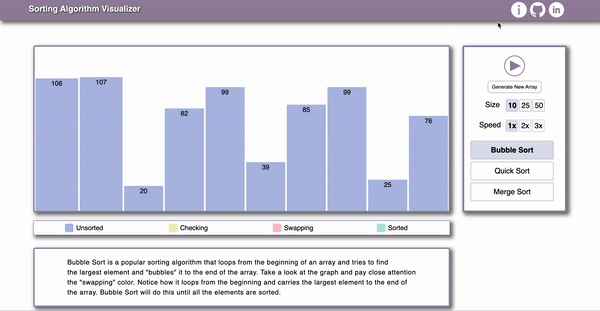 Sorting Algorithm Visualizer
i
in
106 107 20 82 99 39 85 99 25 76
Generate New Array
Size 10 25 50
Speed 1x 2x 3x
Bubble Sort
Quick Sort
Merge Sort
Unsorted Checking Swapping Sorted
Bubble Sort is a popular sorting algorithm that loops from the beginning of an array and tries to find
the largest element and "bubbles" it to the end of the array. Take a look at the graph and pay close attention
the "swapping" color. Notice how it loops from the beginning and carries the largest element to the end of
the array. Bubble Sort will do this until all the elements are sorted.